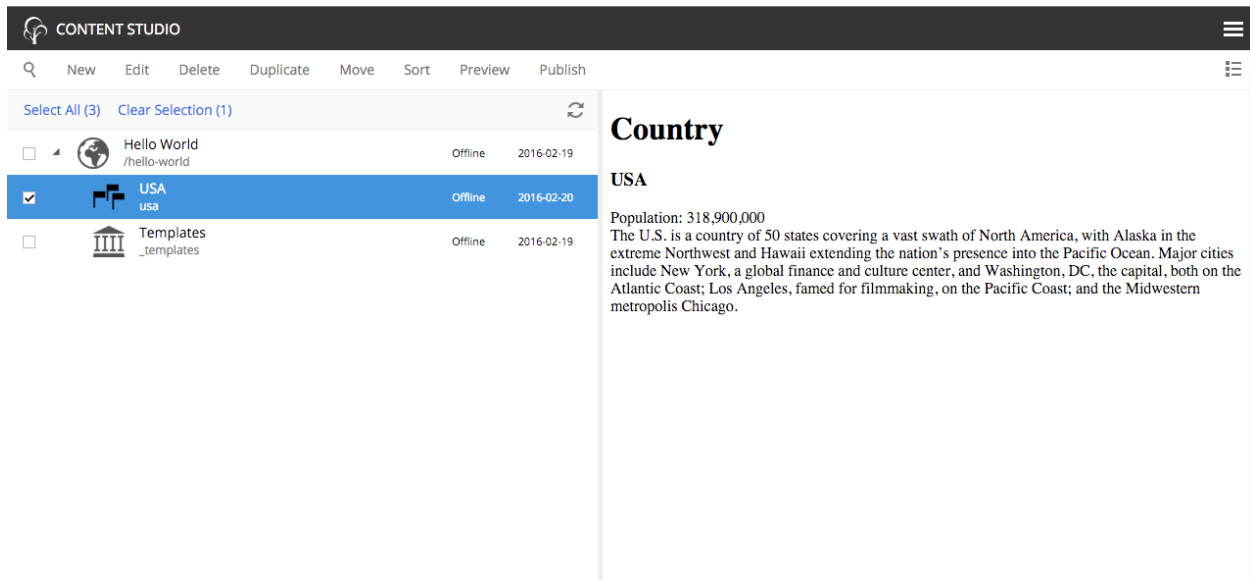 CONTENT STUDIO
New Edit Delete Duplicate Move Sort Preview Publish
Select All (3) Clear Selection (1)
Hello World
/hello-world
Offline 2016-02-19
USA
usa
Offline 2016-02-20
Templates
_templates
Offline 2016-02-19
Country
USA
Population: 318,900,000
The U.S. is a country of 50 states covering a vast swath of North America, with Alaska in the
extreme Northwest and Hawaii extending the nation’s presence into the Pacific Ocean. Major cities
include New York, a global finance and culture center, and Washington, DC, the capital, both on the
Atlantic Coast; Los Angeles, famed for filmmaking, on the Pacific Coast; and the Midwestern
metropolis Chicago.